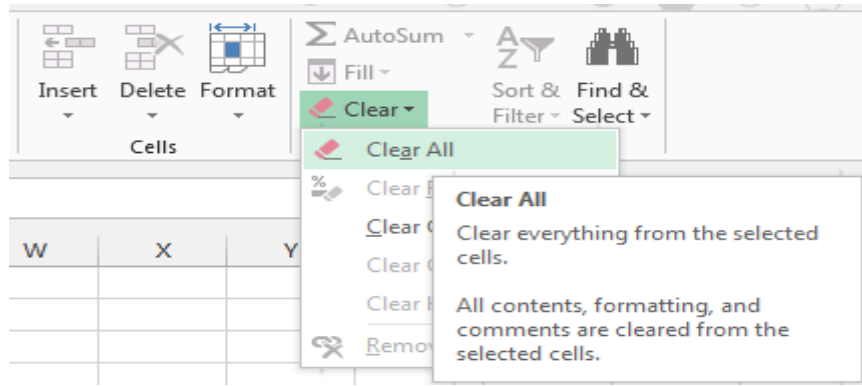 AutoSum
Fill
Insert Delete Format
Sort &
Filter
Find &
Select
Clear
Cells
Clear All
Clear
Clear All
Clear everything from the selected
cells.
All contents, formatting, and
comments are cleared from the
selected cells.
Clear
Clear
Clear
W X Y